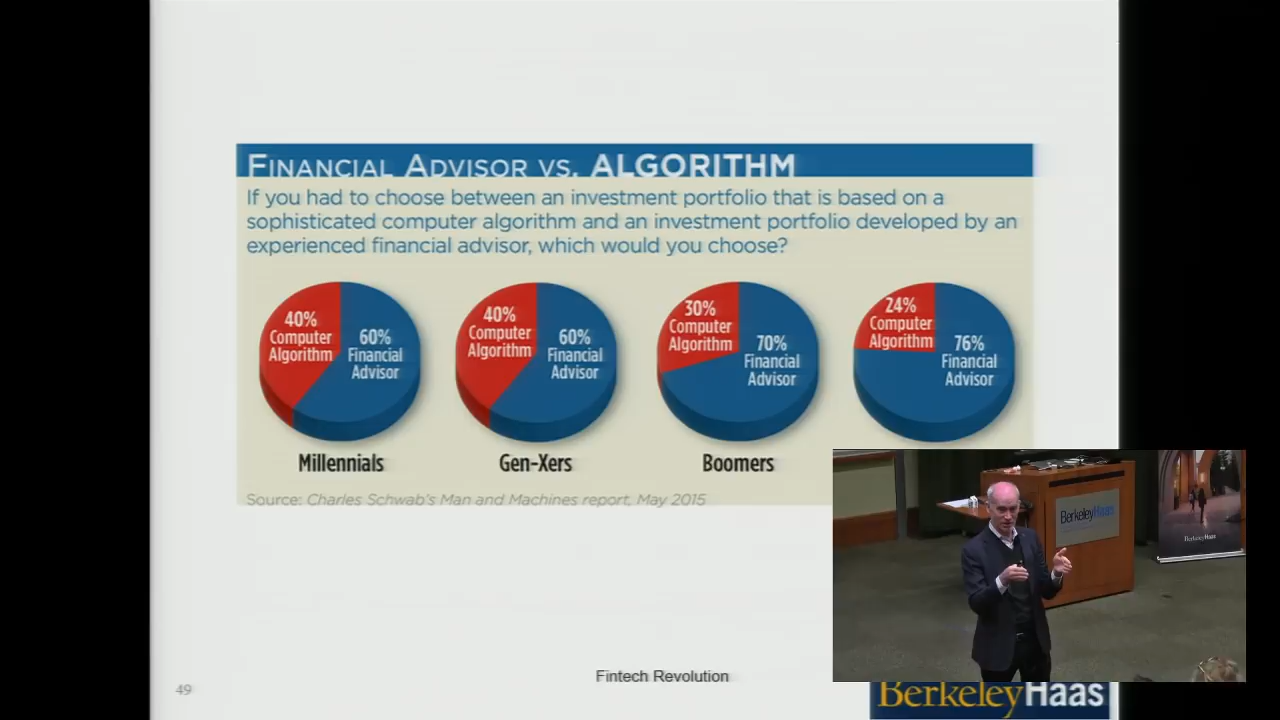 FINANCIAL ADVISOR VS. ALGORITHM
If you had to choose between an investment portfolio that is based on a
sophisticated computer algorithm and an investment portfolio developed by an
experienced financial advisor, which would you choose?
40%
Computer
Algorithm
60%
Financial
Advisor
40%
Computer
Algorithm
60%
Financial
Advisor
30%
Computer
Algorithm
70%
Financial
Advisor
24%
Computer
Algorithm
76%
Financial
Advisor
Millennials
Gen-Xers
Boomers
Source: Charles Schwab's Man and Machines report, May 2015
BerkeleyHaas
BerkeleyHaas
Fintech Revolution
49
BerkeleyHaas